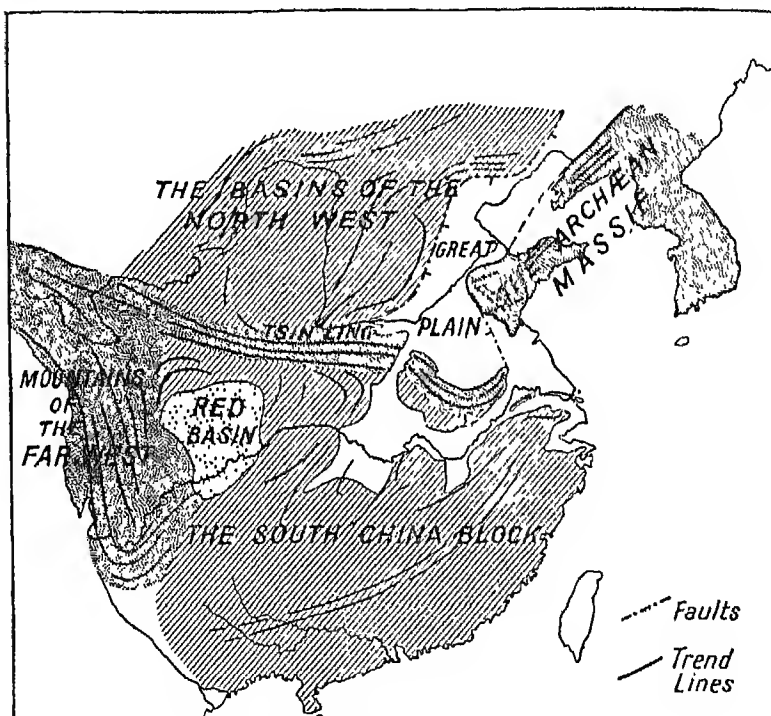 THE BASINS OF THE
NORTH WEST
ARCHÆAN
MASSIF
GREAT
PLAIN
TSIN LING
MOUNTAINS
OF
THE
FAR WEST
RED
BASIN
THE SOUTH CHINA BLOCK
Faults
Trend
Lines